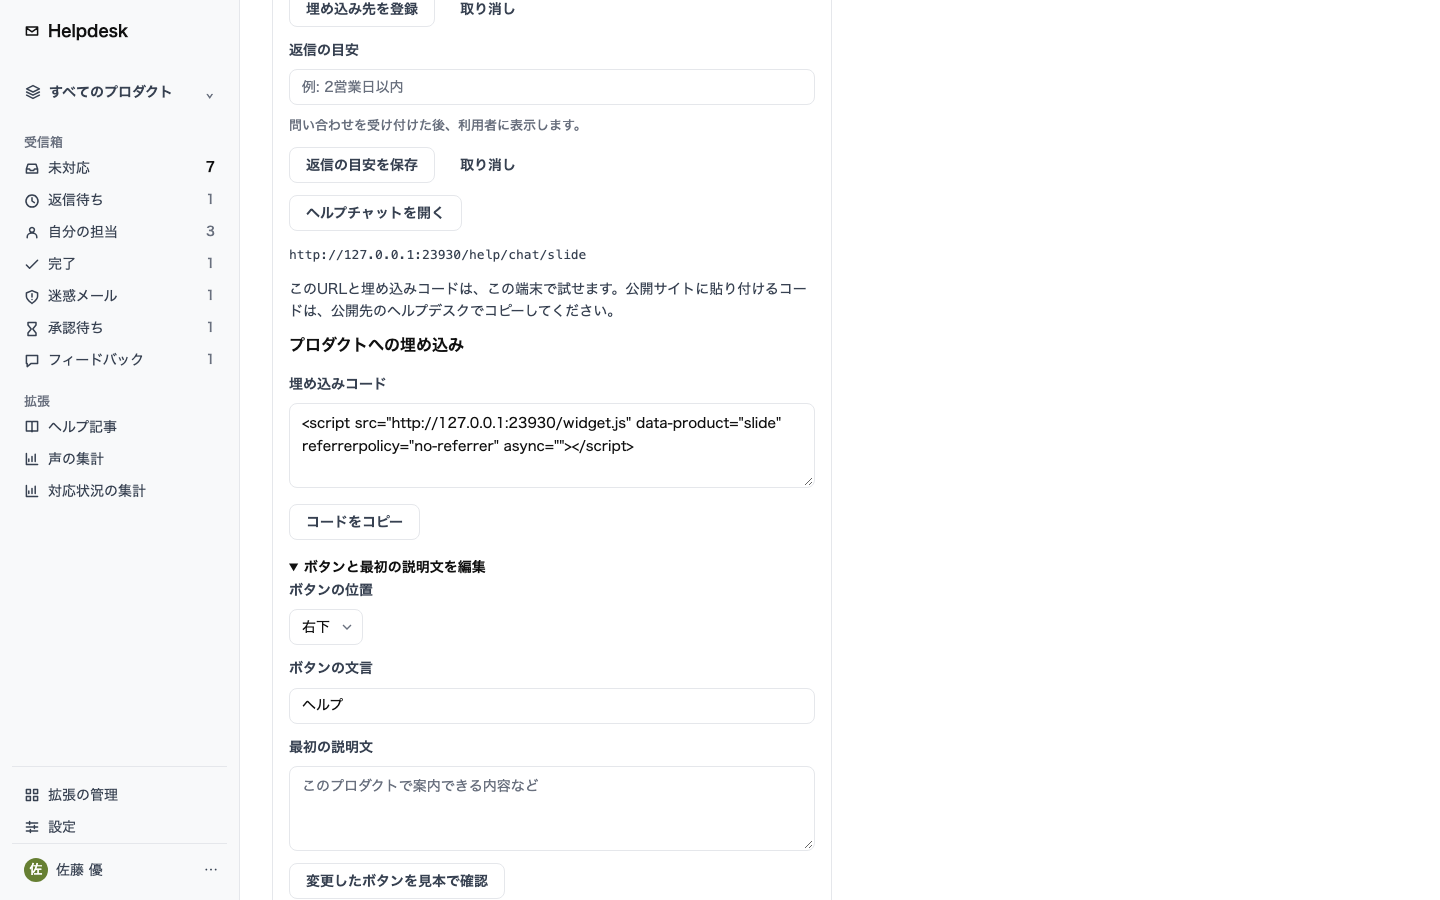 Helpdesk
すべてのプロダクト
受信箱
未対応 7
返信待ち 1
自分の担当 3
完了 1
迷惑メール 1
承認待ち 1
フィードバック 1
拡張
ヘルプ記事
声の集計
対応状況の集計
拡張の管理
設定
佐 佐藤 優 …
埋め込み先を登録 取り消し
返信の目安
例: 2営業日以内
問い合わせを受け付けた後、利用者に表示します。
返信の目安を保存 取り消し
ヘルプチャットを開く
http://127.0.0.1:23930/help/chat/slide
このURLと埋め込みコードは、この端末で試せます。公開サイトに貼り付けるコー
ドは、公開先のヘルプデスクでコピーしてください。
プロダクトへの埋め込み
埋め込みコード
<script src="http://127.0.0.1:23930/widget.js" data-product="slide"
referrerpolicy="no-referrer" async=""></script>
コードをコピー
▼ ボタンと最初の説明文を編集
ボタンの位置
右下
ボタンの文言
ヘルプ
最初の説明文
このプロダクトで案内できる内容など
変更したボタンを見本で確認